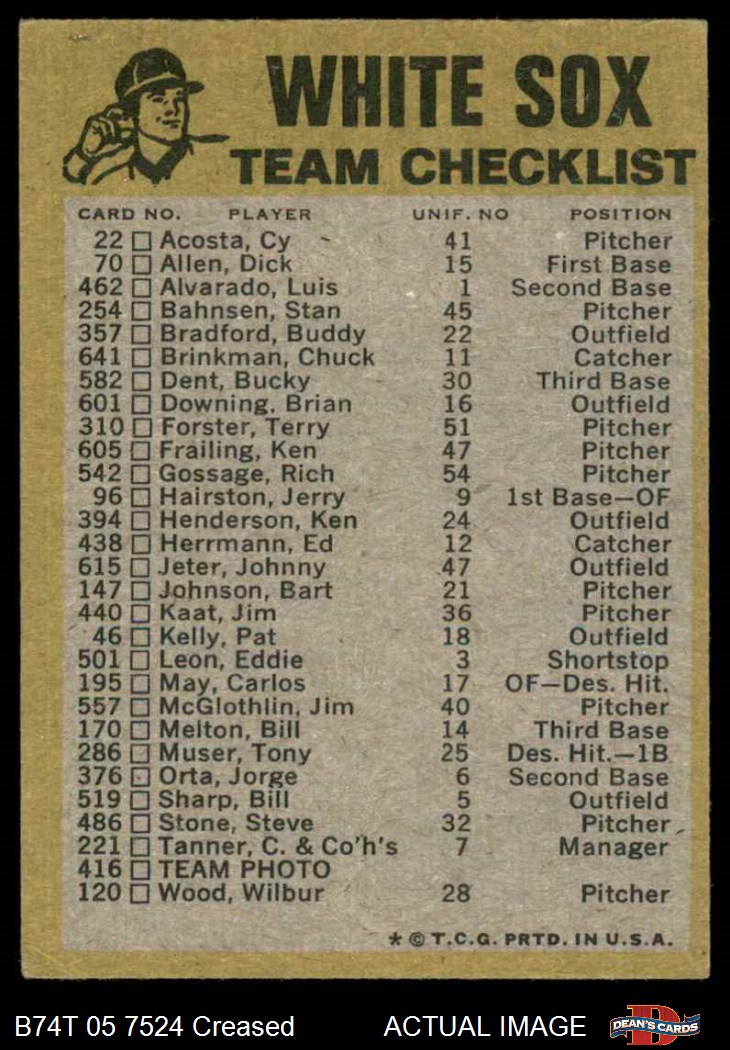 WHITE SOX
TEAM CHECKLIST
CARD NO. PLAYER UNIF. NO POSITION
22 Acosta, Cy 41 Pitcher
70 Allen, Dick 15 First Base
462 Alvarado, Luis 1 Second Base
254 Bahnsen, Stan 45 Pitcher
357 Bradford, Buddy 22 Outfield
641 Brinkman, Chuck 11 Catcher
582 Dent, Bucky 30 Third Base
601 Downing, Brian 16 Outfield
310 Forster, Terry 51 Pitcher
605 Frailing, Ken 47 Pitcher
542 Gossage, Rich 54 Pitcher
96 Hairston, Jerry 9 1st Base—OF
394 Henderson, Ken 24 Outfield
438 Herrmann, Ed 12 Catcher
615 Jeter, Johnny 47 Outfield
147 Johnson, Bart 21 Pitcher
440 Kaat, Jim 36 Pitcher
46 Kelly, Pat 18 Outfield
501 Leon, Eddie 3 Shortstop
195 May, Carlos 17 OF—Des. Hit.
557 McGlothlin, Jim 40 Pitcher
170 Melton, Bill 14 Third Base
286 Muser, Tony 25 Des. Hit.—1B
376 Orta, Jorge 6 Second Base
519 Sharp, Bill 5 Outfield
486 Stone, Steve 32 Pitcher
221 Tanner, C. & Co'h's 7 Manager
416 TEAM PHOTO
120 Wood, Wilbur 28 Pitcher
* © T.C.G. PRTD. IN U.S.A.
B74T 05 7524 Creased ACTUAL IMAGE DEAN'S CARDS